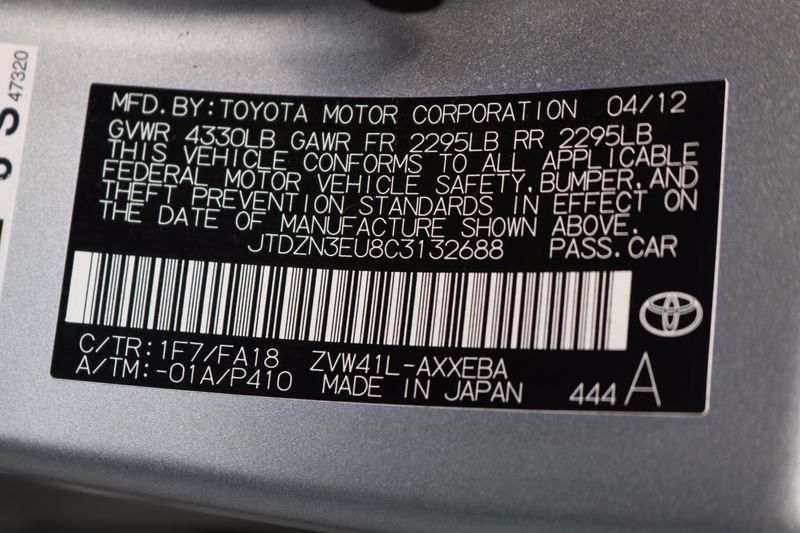 47320
MFD. BY: TOYOTA MOTOR CORPORATION 04/12
GVWR 4330LB GAWR FR 2295LB RR 2295LB
THIS VEHICLE CONFORMS TO ALL APPLICABLE
FEDERAL MOTOR VEHICLE SAFETY, BUMPER, AND
THEFT PREVENTION STANDARDS IN EFFECT ON
THE DATE OF MANUFACTURE SHOWN ABOVE.
JTDZN3EU8C3132688 PASS.CAR
C/TR: 1F7/FA18 ZVW41L-AXXEBA
A/TM: -01A/P410 MADE IN JAPAN 444 A